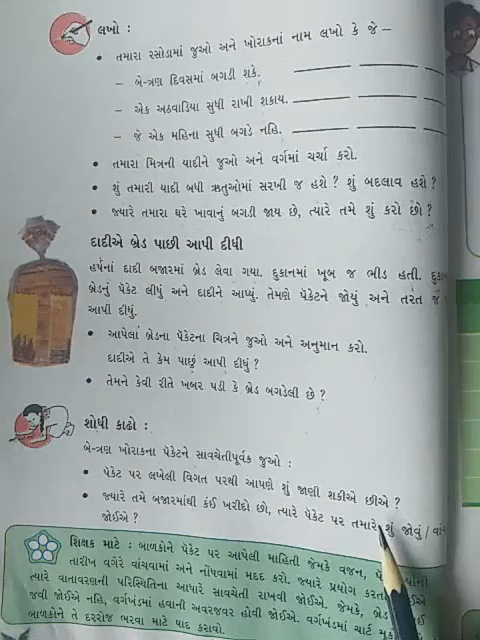 લખો :
• તમારા રસોડામાં જુઓ અને ખોરાકનાં નામ લખો કે જે –
– બે-ત્રણ દિવસમાં બગડી શકે.
– એક અઠવાડિયા સુધી રાખી શકાય.
– જે એક મહિના સુધી બગડે નહિ.
• તમારા મિત્રની યાદીને જુઓ અને વર્ગમાં ચર્ચા કરો.
• શું તમારી યાદી બધી ઋતુઓમાં સરખી જ હશે ? શું બદલાવ હશે ?
• જ્યારે તમારા ઘરે ખાવાનું બગડી જાય છે, ત્યારે તમે શું કરો છો ?
દાદીએ બ્રેડ પાછી આપી દીધી
હર્ષનાં દાદી બજારમાં બ્રેડ લેવા ગયા. દુકાનમાં ખૂબ જ ભીડ હતી.
બ્રેડનું પૅકેટ લીધું અને દાદીને આપ્યું. તેમણે પૅકેટને જોયું અને તરત જ
આપી દીધું.
• આપેલાં બ્રેડના પૅકેટના ચિત્રને જુઓ અને અનુમાન કરો.
દાદીએ તે કેમ પાછું આપી દીધું ?
• તેમને કેવી રીતે ખબર પડી કે બ્રેડ બગડેલી છે ?
શોધી કાઢો :
બે-ત્રણ ખોરાકના પૅકેટને સાવચેતીપૂર્વક જુઓ :
• પૅકેટ પર લખેલી વિગત પરથી આપણે શું જાણી શકીએ છીએ ?
• જ્યારે તમે બજારમાંથી કંઈ ખરીદો છો, ત્યારે પૅકેટ પર તમારે શું જોવું /
જોઈએ ?
શિક્ષક માટે : બાળકોને પૅકેટ પર આપેલી માહિતી જેમકે વજન,
તારીખ વગેરે વાંચવામાં અને નોંધવામાં મદદ કરો. જ્યારે પ્રયોગ
ત્યારે વાતાવરણની પરિસ્થિતિના આધારે સાવચેતી રાખવી જોઈએ. જેમકે, બ્રેડ
જવી જોઈએ નહિ, વર્ગખંડમાં હવાની અવરજવર હોવી જોઈએ. વર્ગખંડમાં ચાર્ટ
બાળકોને તે દરરોજ ભરવા માટે યાદ કરાવો.